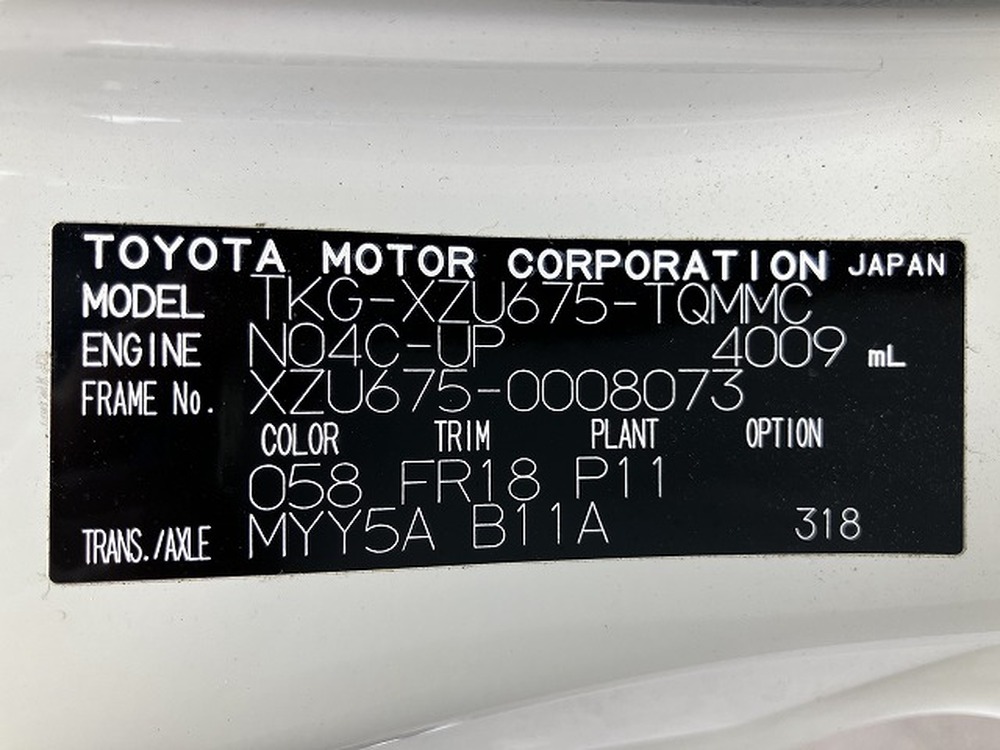 TOYOTA MOTOR CORPORATION JAPAN
MODEL TKG-XZU675-TQMMC
ENGINE N04C-UP 4009 mL
FRAME No. XZU675-0008073
COLOR TRIM PLANT OPTION
058 FR18 P11
TRANS./AXLE MYY5A B11A 318